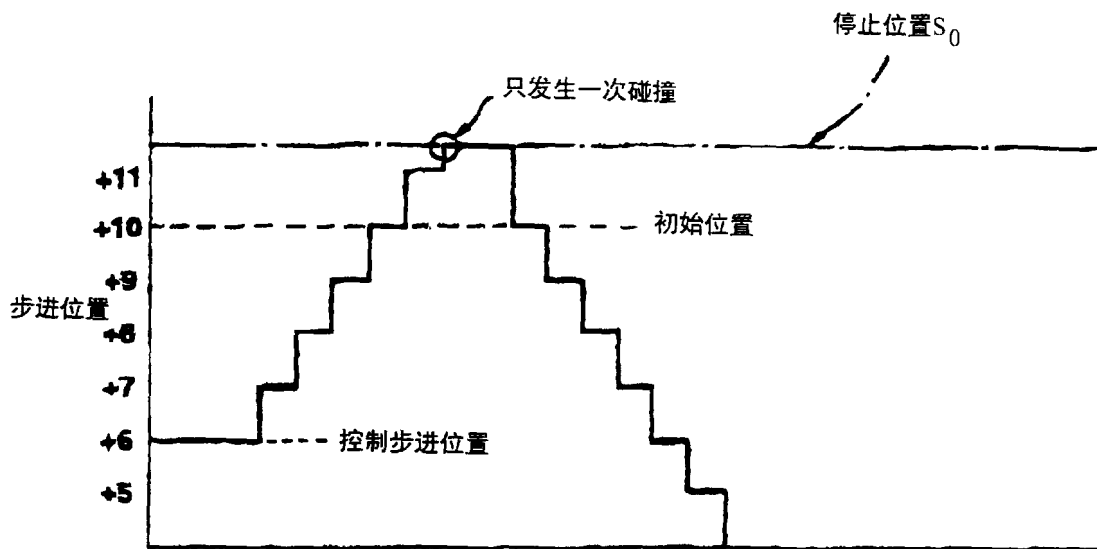 停止位置S0
只发生一次碰撞
+11
+10
初始位置
+9
步进位置
+8
+7
+6
控制步进位置
+5